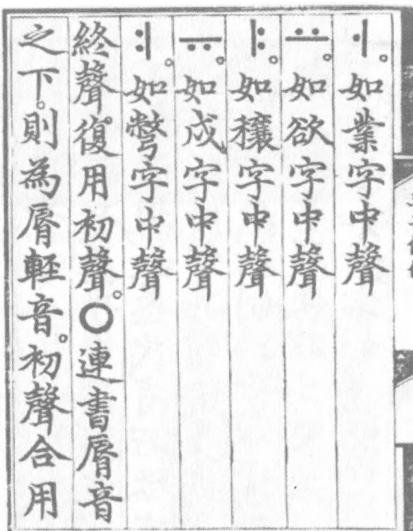 ㅓ。如業字中聲
ㅛ。如欲字中聲
ㅑ。如穰字中聲
ㅠ。如戌字中聲
ㅕ。如彆字中聲
終聲復用初聲。○連書脣音
之下。則為脣輕音。初聲合用